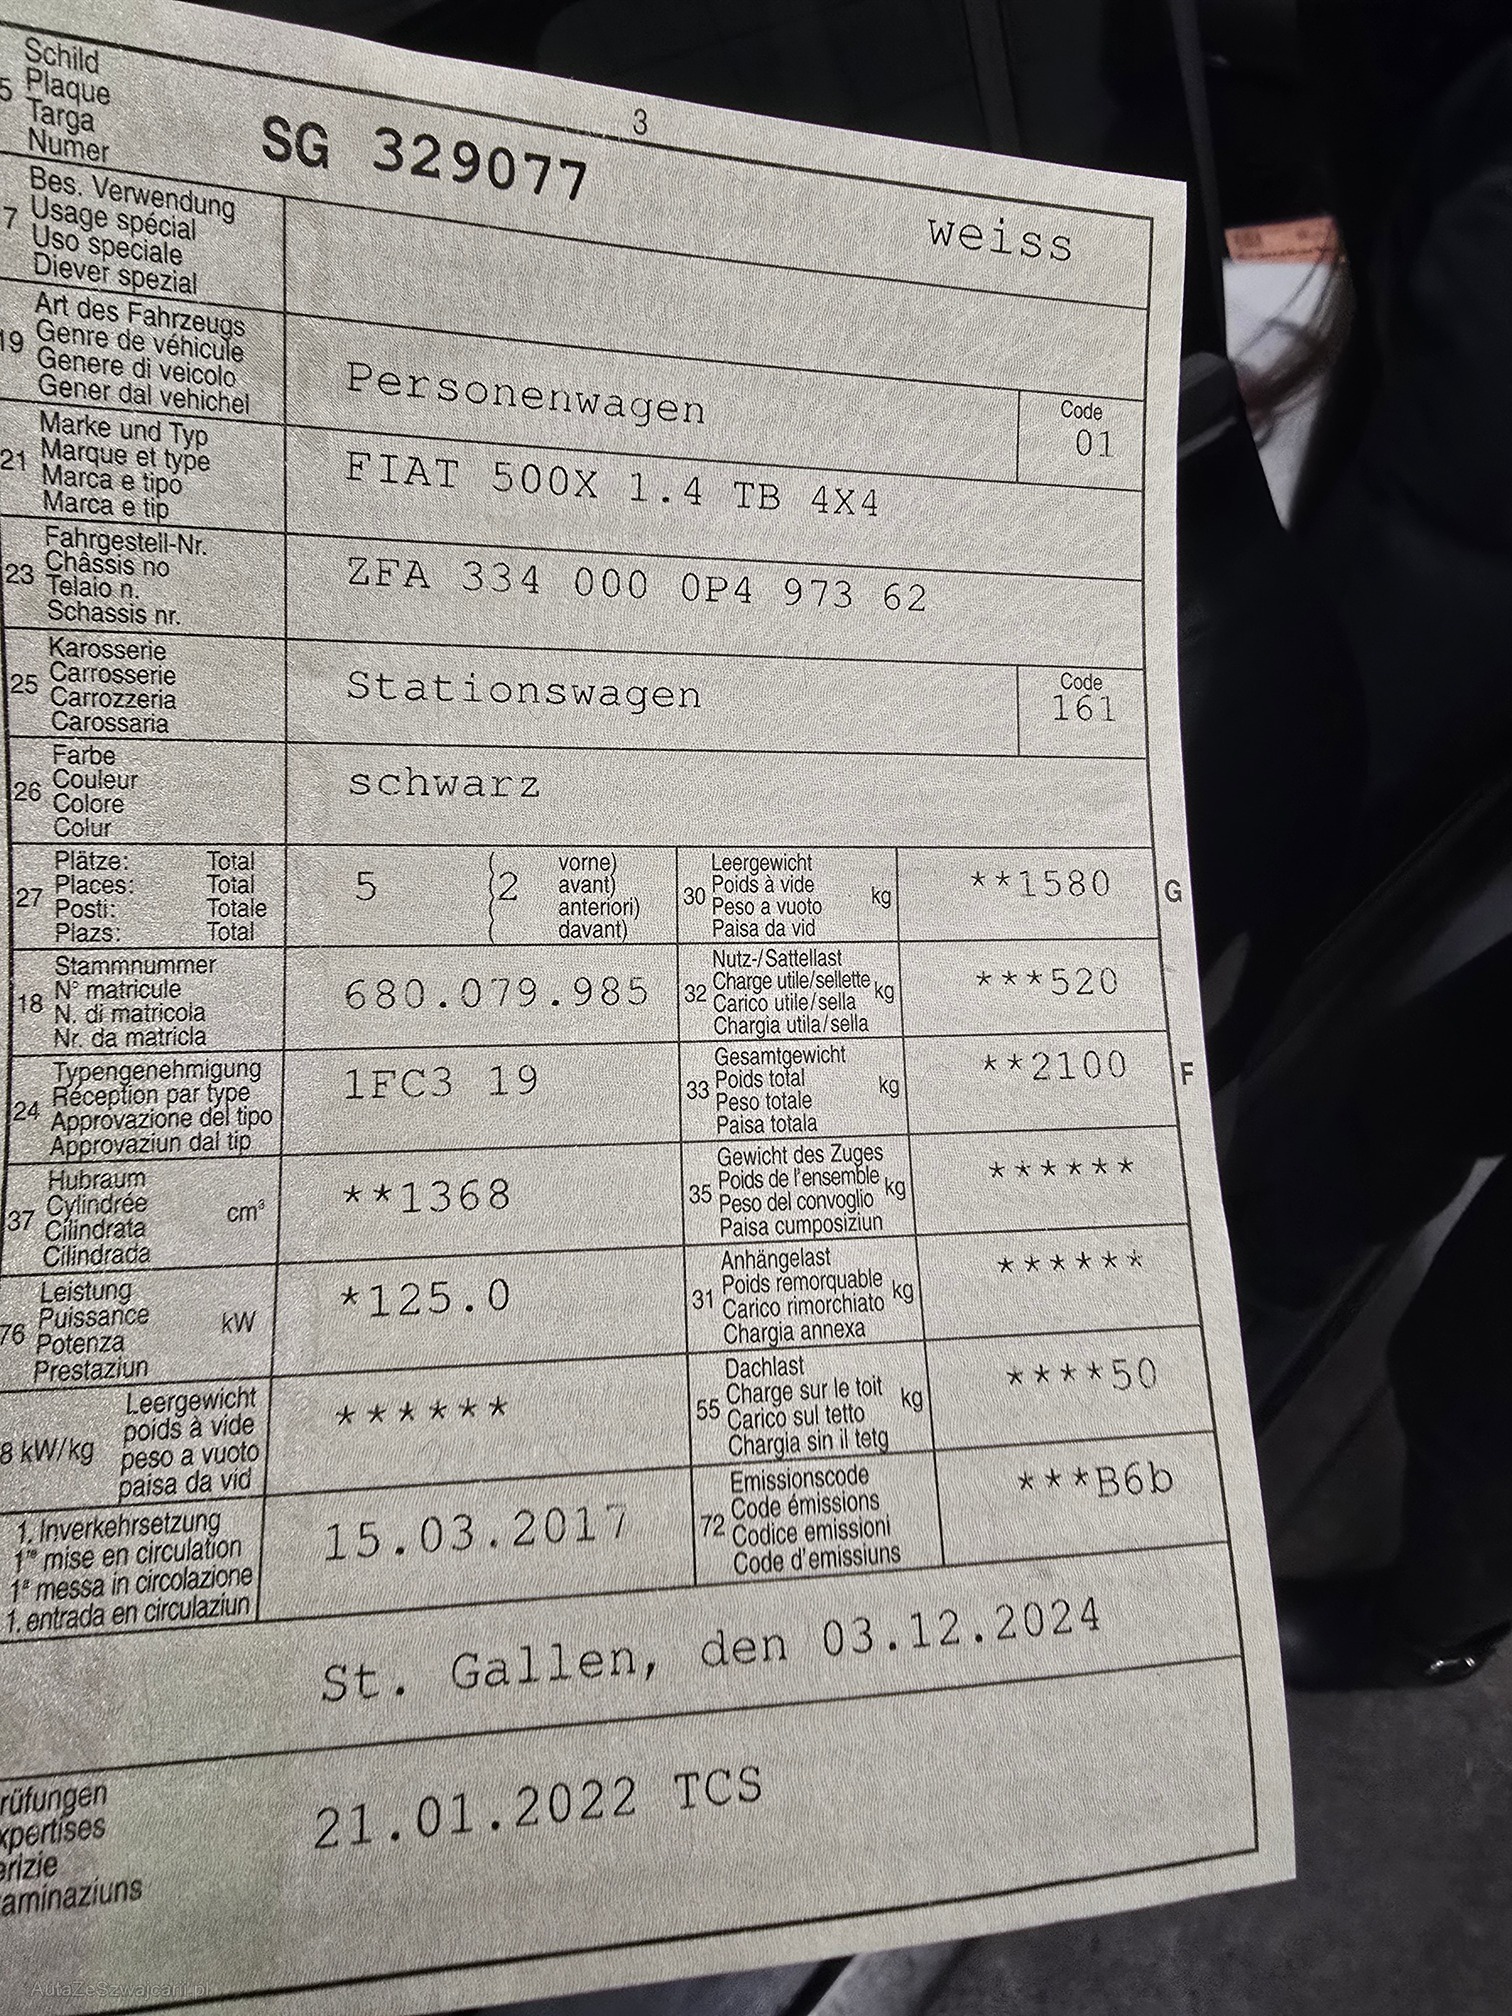 3
Schild
15 Plaque
Targa
Numer
SG 329077
weiss
Bes. Verwendung
17 Usage spécial
Uso speciale
Diever spezial
Art des Fahrzeugs
19 Genre de véhicule
Genere di veicolo
Gener dal vehichel
Personenwagen
Code
01
Marke und Typ
21 Marque et type
Marca e tipo
Marca e tip
FIAT 500X 1.4 TB 4X4
Fahrgestell-Nr.
23 Châssis no
Telaio n.
Schassis nr.
ZFA 334 000 0P4 973 62
Karosserie
25 Carrosserie
Carrozzeria
Carossaria
Stationswagen
Code
161
Farbe
26 Couleur
Colore
Colur
schwarz
Plätze: Total
27 Places: Total
Posti: Totale
Plazs: Total
5 (2 vorne)
avant)
anteriori)
davant)
Leergewicht
30 Poids à vide kg
Peso a vuoto
Paisa da vid
**1580
G
Stammnummer
18 N° matricule
N. di matricola
Nr. da matricla
680.079.985
Nutz-/Sattellast
32 Charge utile/sellette kg
Carico utile/sella
Chargia utila/sella
***520
Typengenehmigung
24 Réception par type
Approvazione del tipo
Approvaziun dal tip
1FC3 19
Gesamtgewicht
33 Poids total kg
Peso totale
Paisa totala
**2100
F
Hubraum
37 Cylindrée cm³
Cilindrata
Cilindrada
**1368
Gewicht des Zuges
35 Poids de l'ensemble kg
Peso del convoglio
Paisa cumposiziun
******
Leistung
76 Puissance kW
Potenza
Prestaziun
*125.0
Anhängelast
31 Poids remorquable kg
Carico rimorchiato
Chargia annexa
******
Leergewicht
8 kW/kg poids à vide
peso a vuoto
paisa da vid
******
Dachlast
55 Charge sur le toit kg
Carico sul tetto
Chargia sin il tetg
****50
1. Inverkehrsetzung
1re mise en circulation
1a messa in circolazione
1. entrada en circulaziun
15.03.2017
Emissionscode
72 Code émissions
Codice emissioni
Code d'emissiuns
***B6b
St. Gallen, den 03.12.2024
rüfungen
xpertises
erizie
aminaziuns
21.01.2022 TCS
AutaZeSzwajcarii.pl